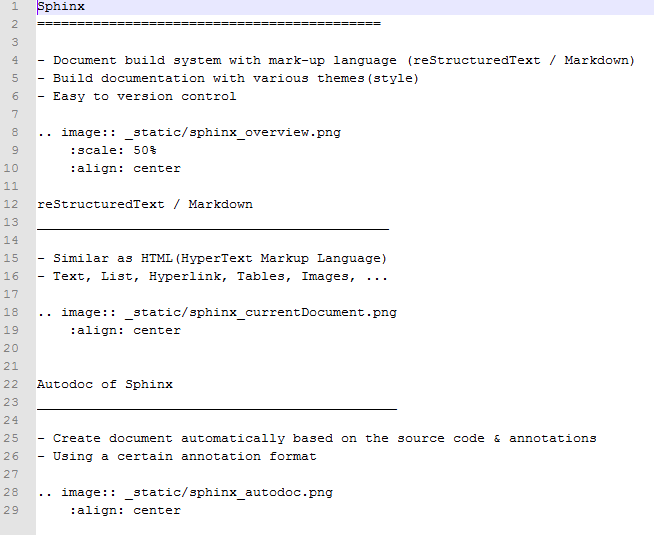 1 Sphinx
2 ===========================================
3
4 - Document build system with mark-up language (reStructuredText / Markdown)
5 - Build documentation with various themes(style)
6 - Easy to version control
7
8 .. image:: _static/sphinx_overview.png
9     :scale: 50%
10     :align: center
11
12 reStructuredText / Markdown
13 ____________________________________________
14
15 - Similar as HTML(HyperText Markup Language)
16 - Text, List, Hyperlink, Tables, Images, ...
17
18 .. image:: _static/sphinx_currentDocument.png
19     :align: center
20
21
22 Autodoc of Sphinx
23 _____________________________________________
24
25 - Create document automatically based on the source code & annotations
26 - Using a certain annotation format
27
28 .. image:: _static/sphinx_autodoc.png
29     :align: center